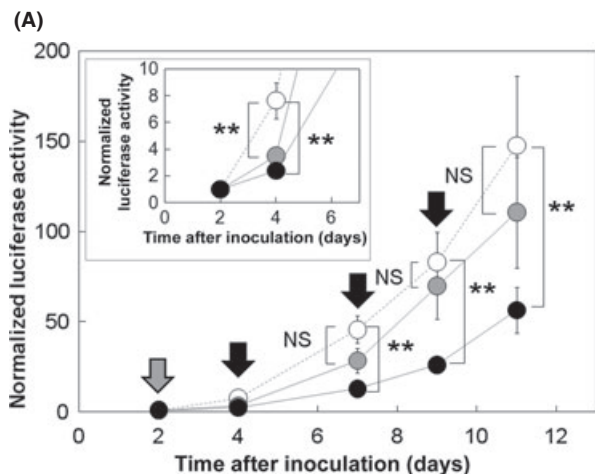 (A)
Normalized luciferase activity
200
150
100
50
0
0 2 4 6 8 10 12
Time after inoculation (days)
Normalized
luciferase activity
10
8
6
4
2
0
0 2 4 6
Time after inoculation (days)
**
**
NS
**
NS
**
NS
**